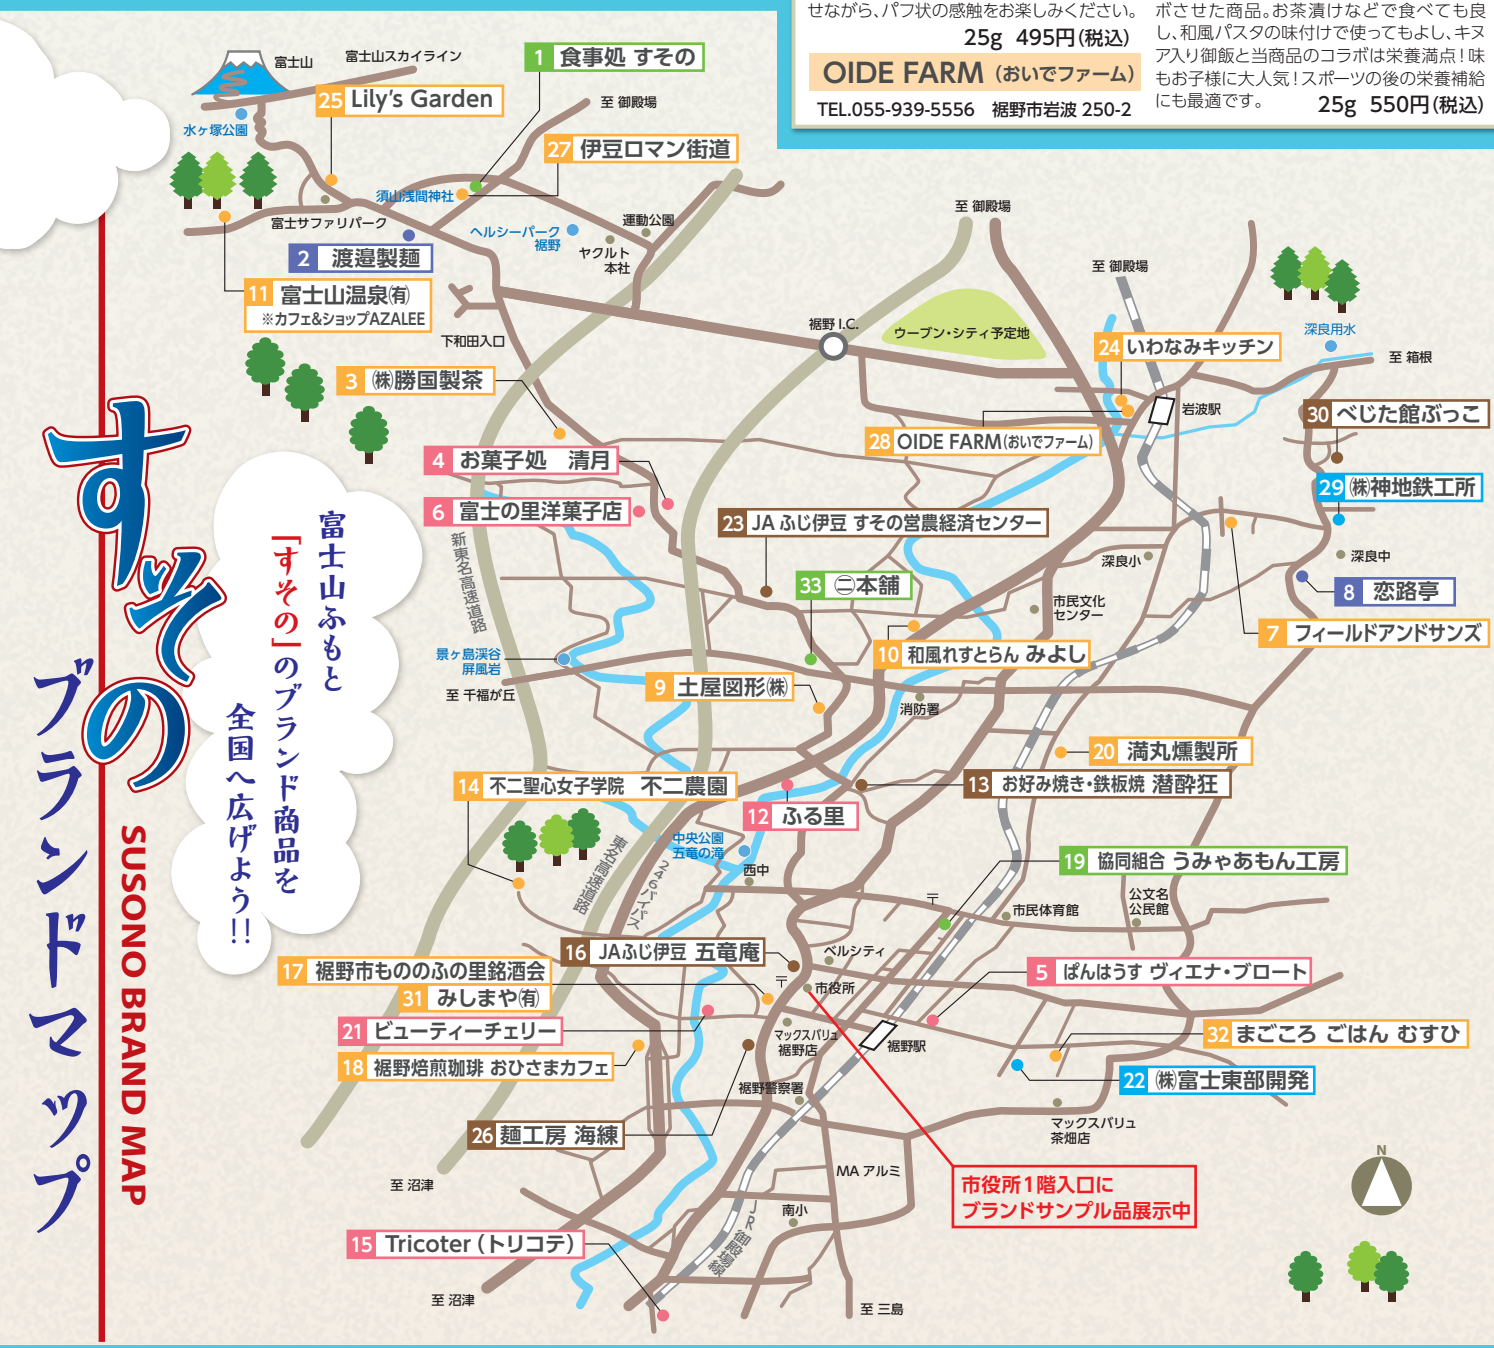 せながら、パフ状の感触をお楽しみください。
25g 495円(税込)
OIDE FARM (おいでファーム)
TEL.055-939-5556 裾野市岩波 250-2
ボさせた商品。お茶漬けなどで食べても良
し、和風パスタの味付けで使ってもよし、キヌ
ア入り御飯と当商品のコラボは栄養満点!味
もお子様に大人気!スポーツの後の栄養補給
にも最適です。
25g 550円(税込)
すその
ブランドマップ
SUSONO BRAND MAP
富士山ふもと
「すその」のブランド商品を
全国へ広げよう!!
富士山
富士山スカイライン
1 食事処 すその
25 Lily's Garden
至 御殿場
水ヶ塚公園
27 伊豆ロマン街道
須山浅間神社
富士サファリパーク
ヘルシーパーク
裾野
運動公園
ヤクルト
本社
至 御殿場
2 渡邉製麺
11 富士山温泉㈲
※カフェ&ショップAZALEE
至 御殿場
下和田入口
裾野 I.C.
ウーブン・シティ予定地
深良用水
24 いわなみキッチン
至 箱根
3 ㈱勝国製茶
岩波駅
30 べじた館ぶっこ
28 OIDE FARM(おいでファーム)
4 お菓子処 清月
29 ㈱神地鉄工所
6 富士の里洋菓子店
23 JA ふじ伊豆 すその営農経済センター
新東名高速道路
深良小
深良中
33 ㊁本舗
市民文化
センター
8 恋路亭
7 フィールドアンドサンズ
景ヶ島渓谷
屏風岩
10 和風れすとらん みよし
至 千福が丘
9 土屋図形㈱
消防署
20 満丸燻製所
14 不二聖心女子学院 不二農園
13 お好み焼き・鉄板焼 潜酔狂
12 ふる里
中央公園
五竜の滝
東名高速道路
246バイパス
西中
19 協同組合 うみゃあもん工房
〒
市民体育館
公文名
公民館
16 JAふじ伊豆 五竜庵
ベルシティ
17 裾野市もののふの里銘酒会
〒
市役所
5 ぱんはうす ヴィエナ・ブロート
31 みしまや㈲
21 ビューティーチェリー
マックスバリュ
裾野店
裾野駅
32 まごころ ごはん むすひ
18 裾野焙煎珈琲 おひさまカフェ
22 ㈱富士東部開発
裾野警察署
26 麺工房 海練
マックスバリュ
茶畑店
MA アルミ
至 沼津
市役所1階入口に
ブランドサンプル品展示中
N
南小
JR御殿場線
15 Tricoter (トリコテ)
至 沼津
至 三島